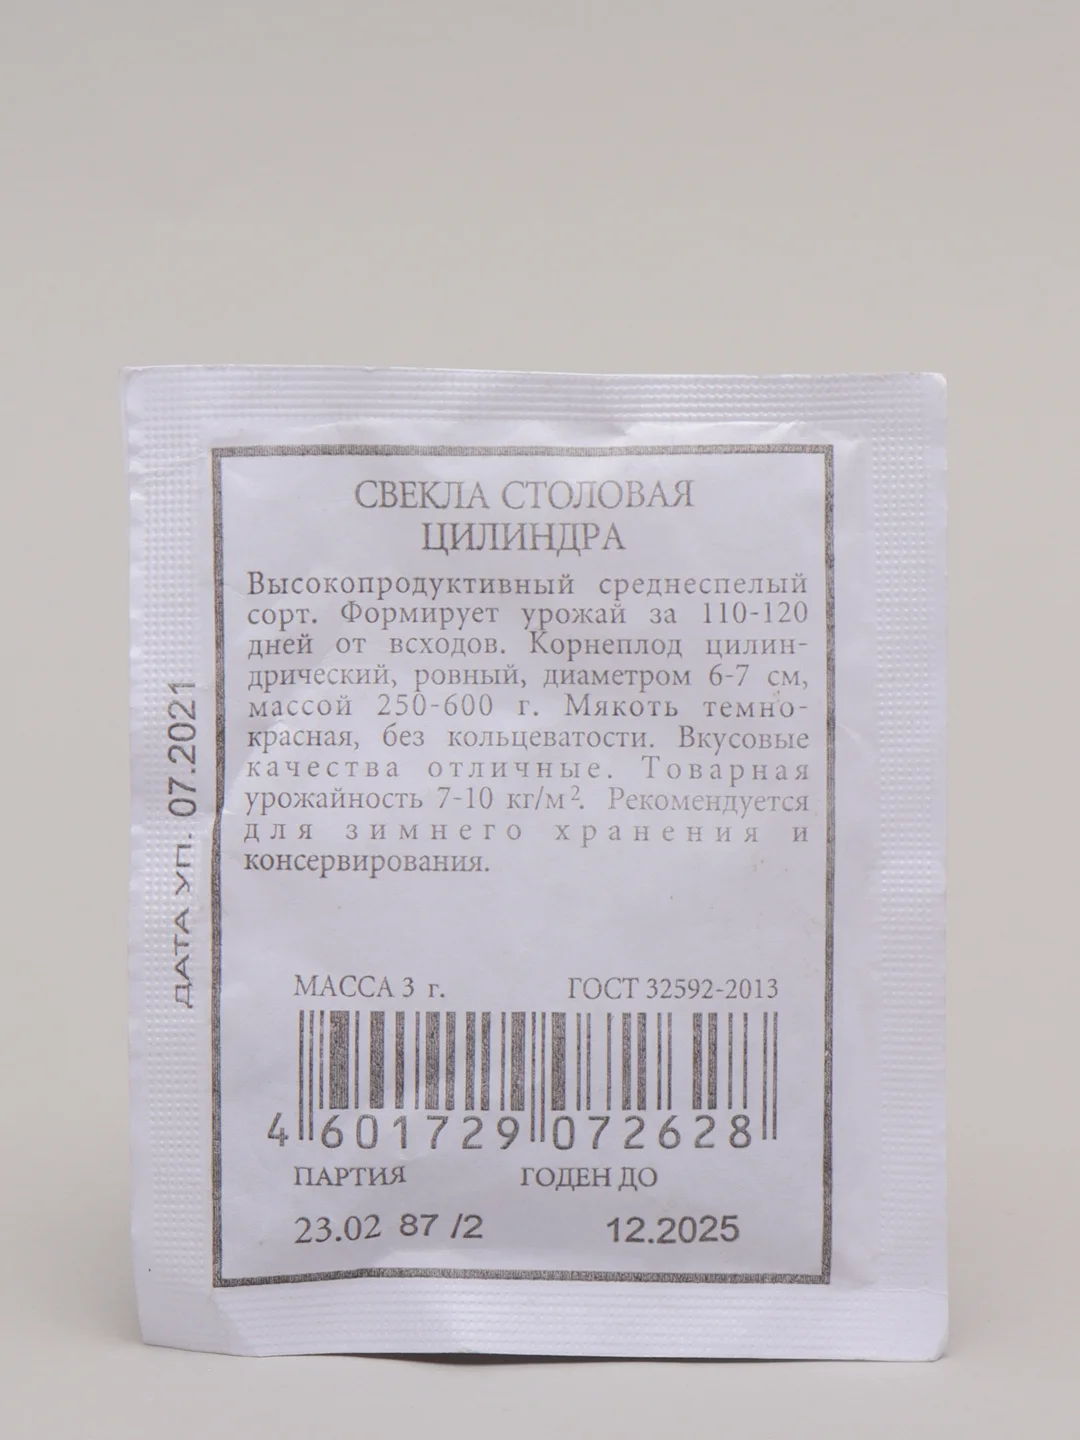 СВЕКЛА СТОЛОВАЯ
ЦИЛИНДРА
Высокопродуктивный среднеспелый
сорт. Формирует урожай за 110-120
дней от всходов. Корнеплод цилин-
дрический, ровный, диаметром 6-7 см,
массой 250-600 г. Мякоть темно-
красная, без кольцеватости. Вкусовые
качества отличные. Товарная
урожайность 7-10 кг/м². Рекомендуется
для зимнего хранения и
консервирования.
ДАТА УП. 07.2021
МАССА 3 г. ГОСТ 32592-2013
4 601729 072628
ПАРТИЯ ГОДЕН ДО
23.02 87 /2 12.2025